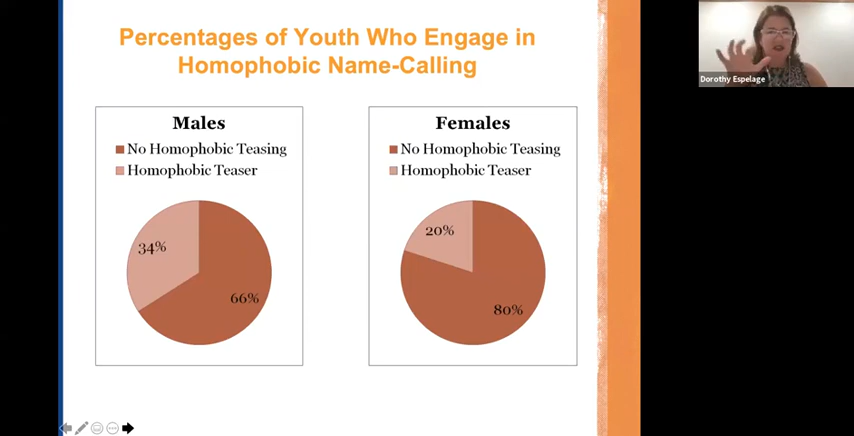 Percentages of Youth Who Engage in
Homophobic Name-Calling
Males
No Homophobic Teasing
Homophobic Teaser
34%
66%
Females
No Homophobic Teasing
Homophobic Teaser
20%
80%
Dorothy Espelage